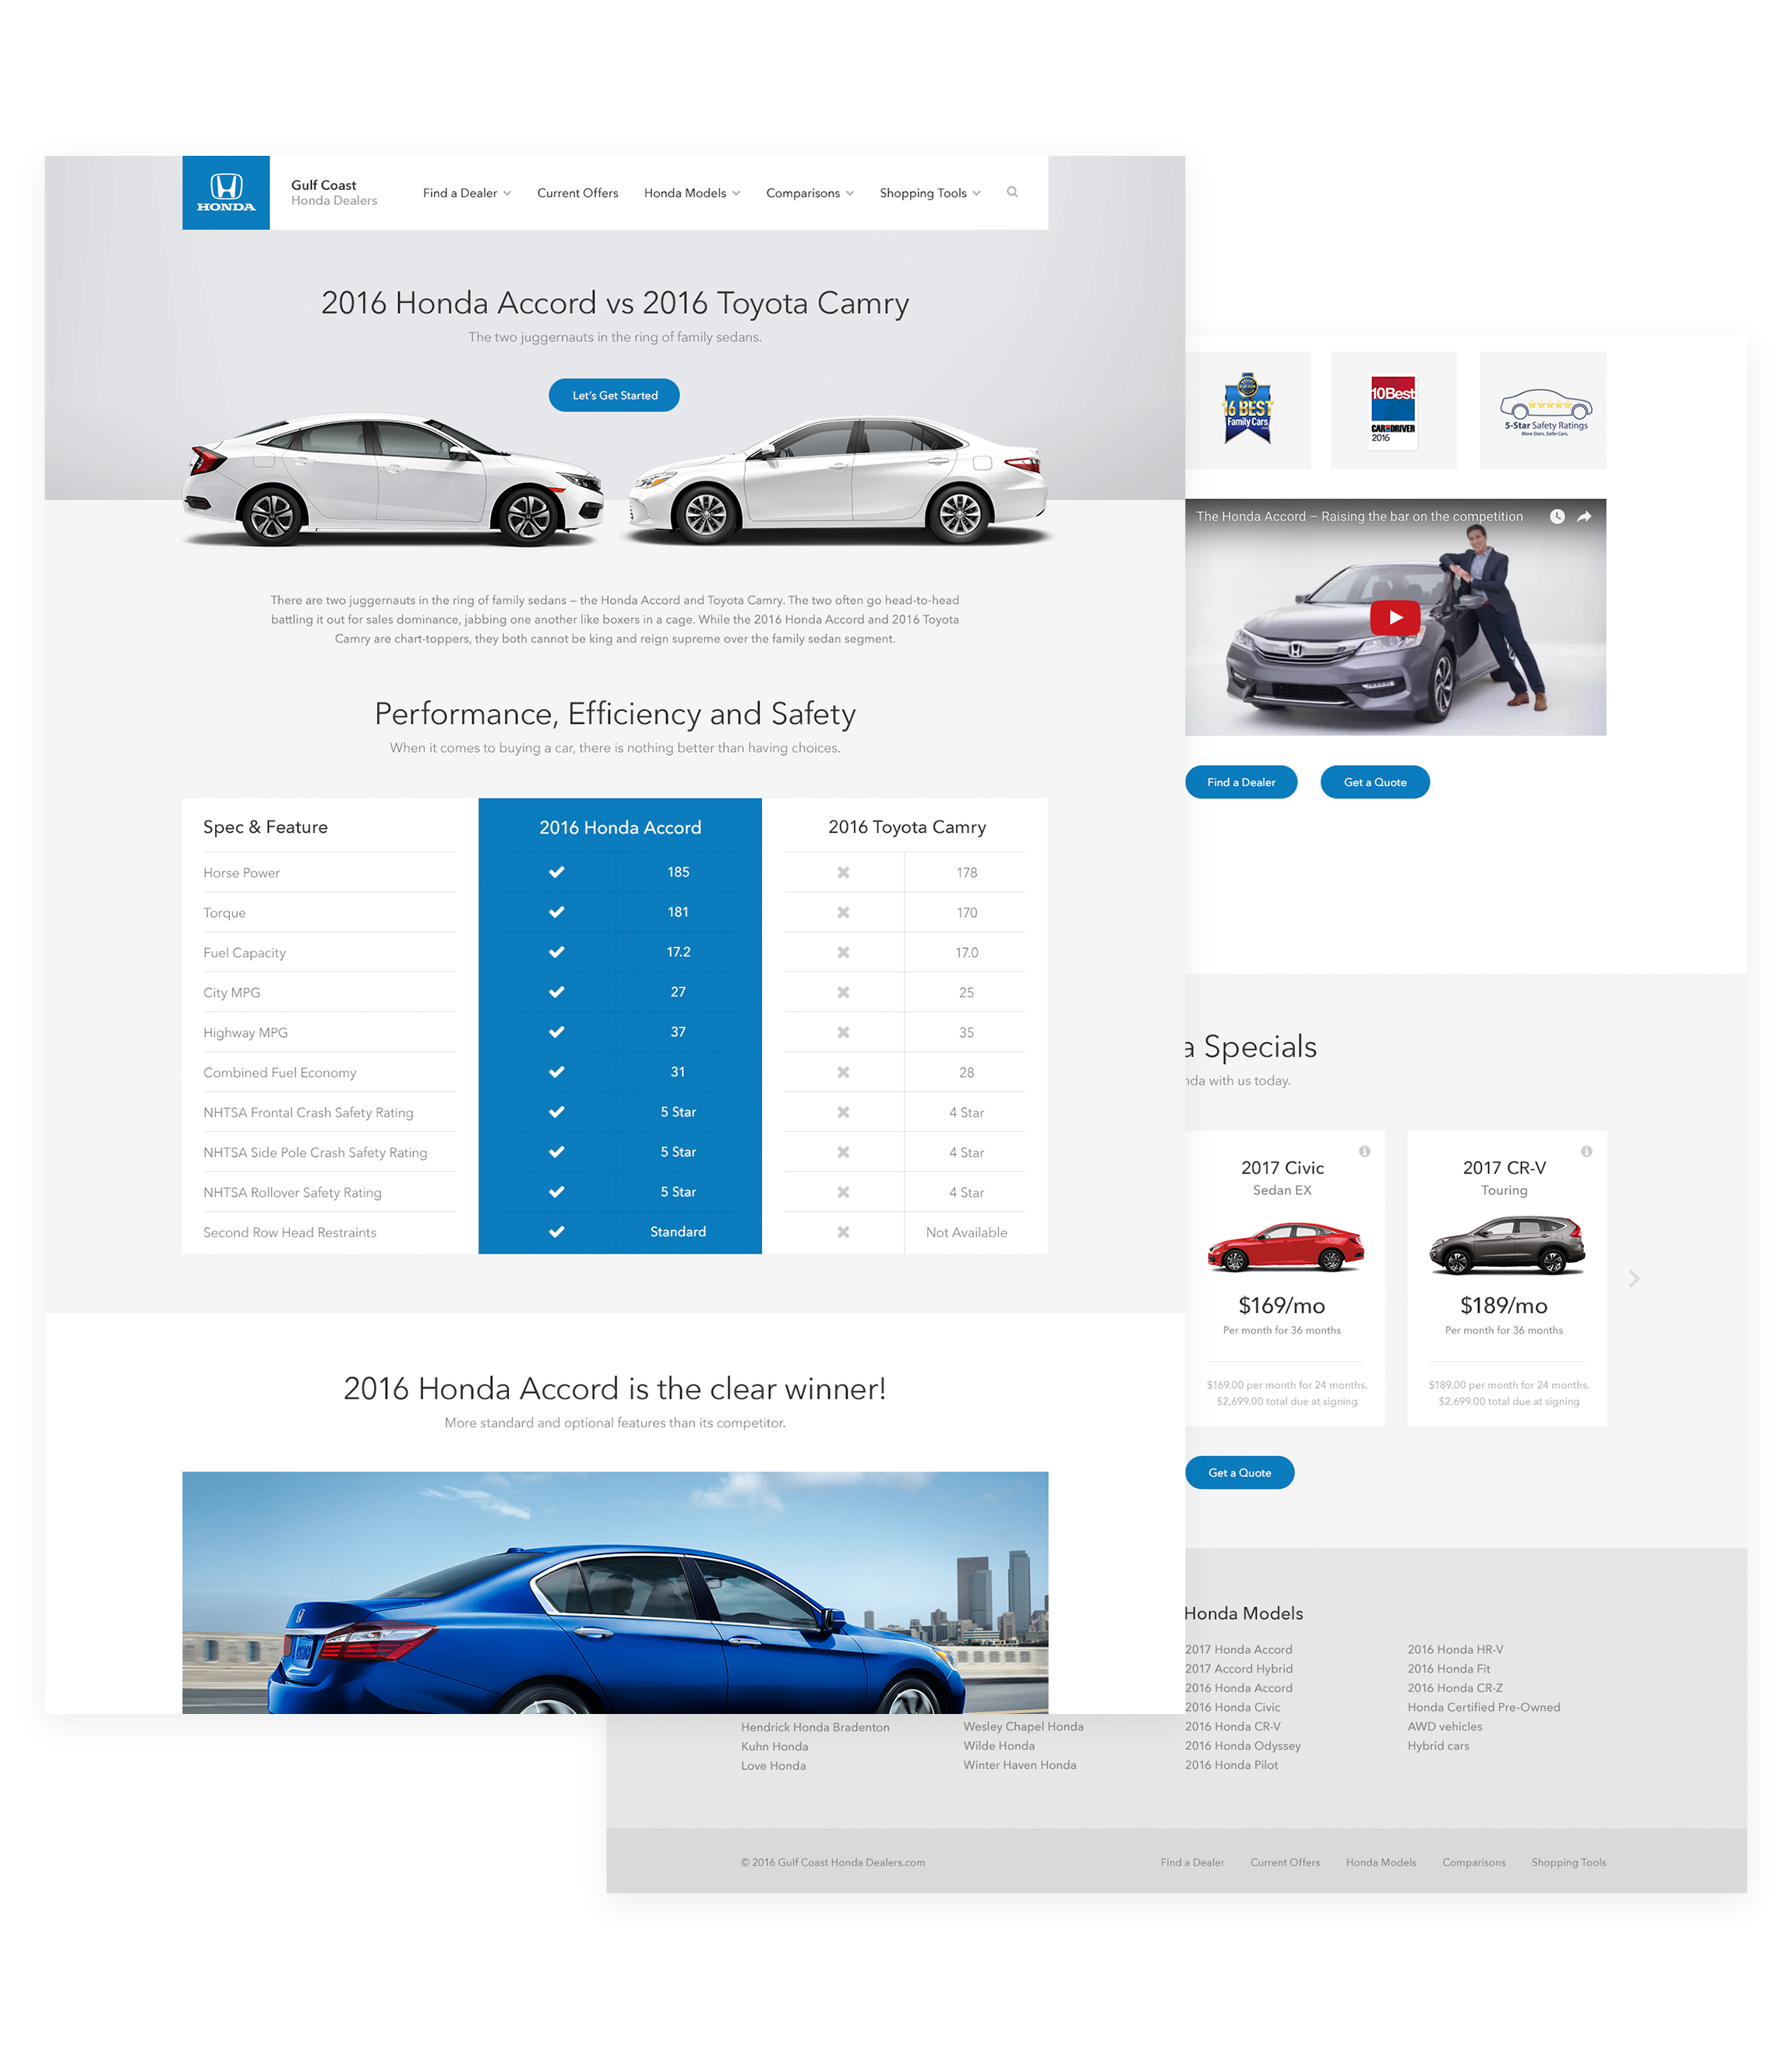 HONDA
Gulf Coast
Honda Dealers
Find a Dealer
Current Offers
Honda Models
Comparisons
Shopping Tools
2016 Honda Accord vs 2016 Toyota Camry
The two juggernauts in the ring of family sedans.
Let's Get Started
There are two juggernauts in the ring of family sedans – the Honda Accord and Toyota Camry. The two often go head-to-head
battling it out for sales dominance, jabbing one another like boxers in a cage. While the 2016 Honda Accord and 2016 Toyota
Camry are chart-toppers, they both cannot be king and reign supreme over the family sedan segment.
Performance, Efficiency and Safety
When it comes to buying a car, there is nothing better than having choices.
Spec & Feature 2016 Honda Accord 2016 Toyota Camry
Horse Power 185 178
Torque 181 170
Fuel Capacity 17.2 17.0
City MPG 27 25
Highway MPG 37 35
Combined Fuel Economy 31 28
NHTSA Frontal Crash Safety Rating 5 Star 4 Star
NHTSA Side Pole Crash Safety Rating 5 Star 4 Star
NHTSA Rollover Safety Rating 5 Star 4 Star
Second Row Head Restraints Standard Not Available
2016 Honda Accord is the clear winner!
More standard and optional features than its competitor.
16 BEST
Family Cars
10Best
CAR and DRIVER
2016
5-Star Safety Ratings
More Stars. Safer Cars.
The Honda Accord – Raising the bar on the competition
Find a Dealer
Get a Quote
a Specials
nda with us today.
2017 Civic
Sedan EX
$169/mo
Per month for 36 months
$169.00 per month for 24 months.
$2,699.00 total due at signing
2017 CR-V
Touring
$189/mo
Per month for 36 months
$189.00 per month for 24 months.
$2,699.00 total due at signing
Get a Quote
Hendrick Honda Bradenton
Kuhn Honda
Love Honda
Wesley Chapel Honda
Wilde Honda
Winter Haven Honda
Honda Models
2017 Honda Accord
2017 Accord Hybrid
2016 Honda Accord
2016 Honda Civic
2016 Honda CR-V
2016 Honda Odyssey
2016 Honda Pilot
2016 Honda HR-V
2016 Honda Fit
2016 Honda CR-Z
Honda Certified Pre-Owned
AWD vehicles
Hybrid cars
© 2016 Gulf Coast Honda Dealers.com
Find a Dealer
Current Offers
Honda Models
Comparisons
Shopping Tools